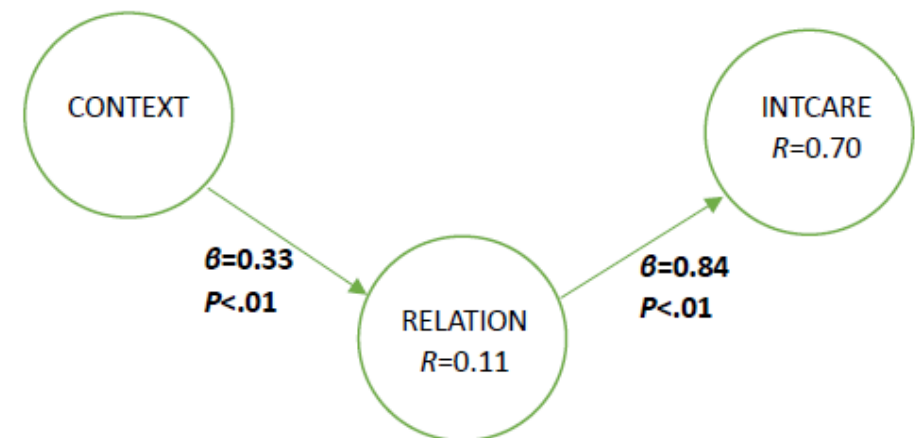 CONTEXT
INTCARE
R=0.70
β=0.33
P<.01
β=0.84
P<.01
RELATION
R=0.11